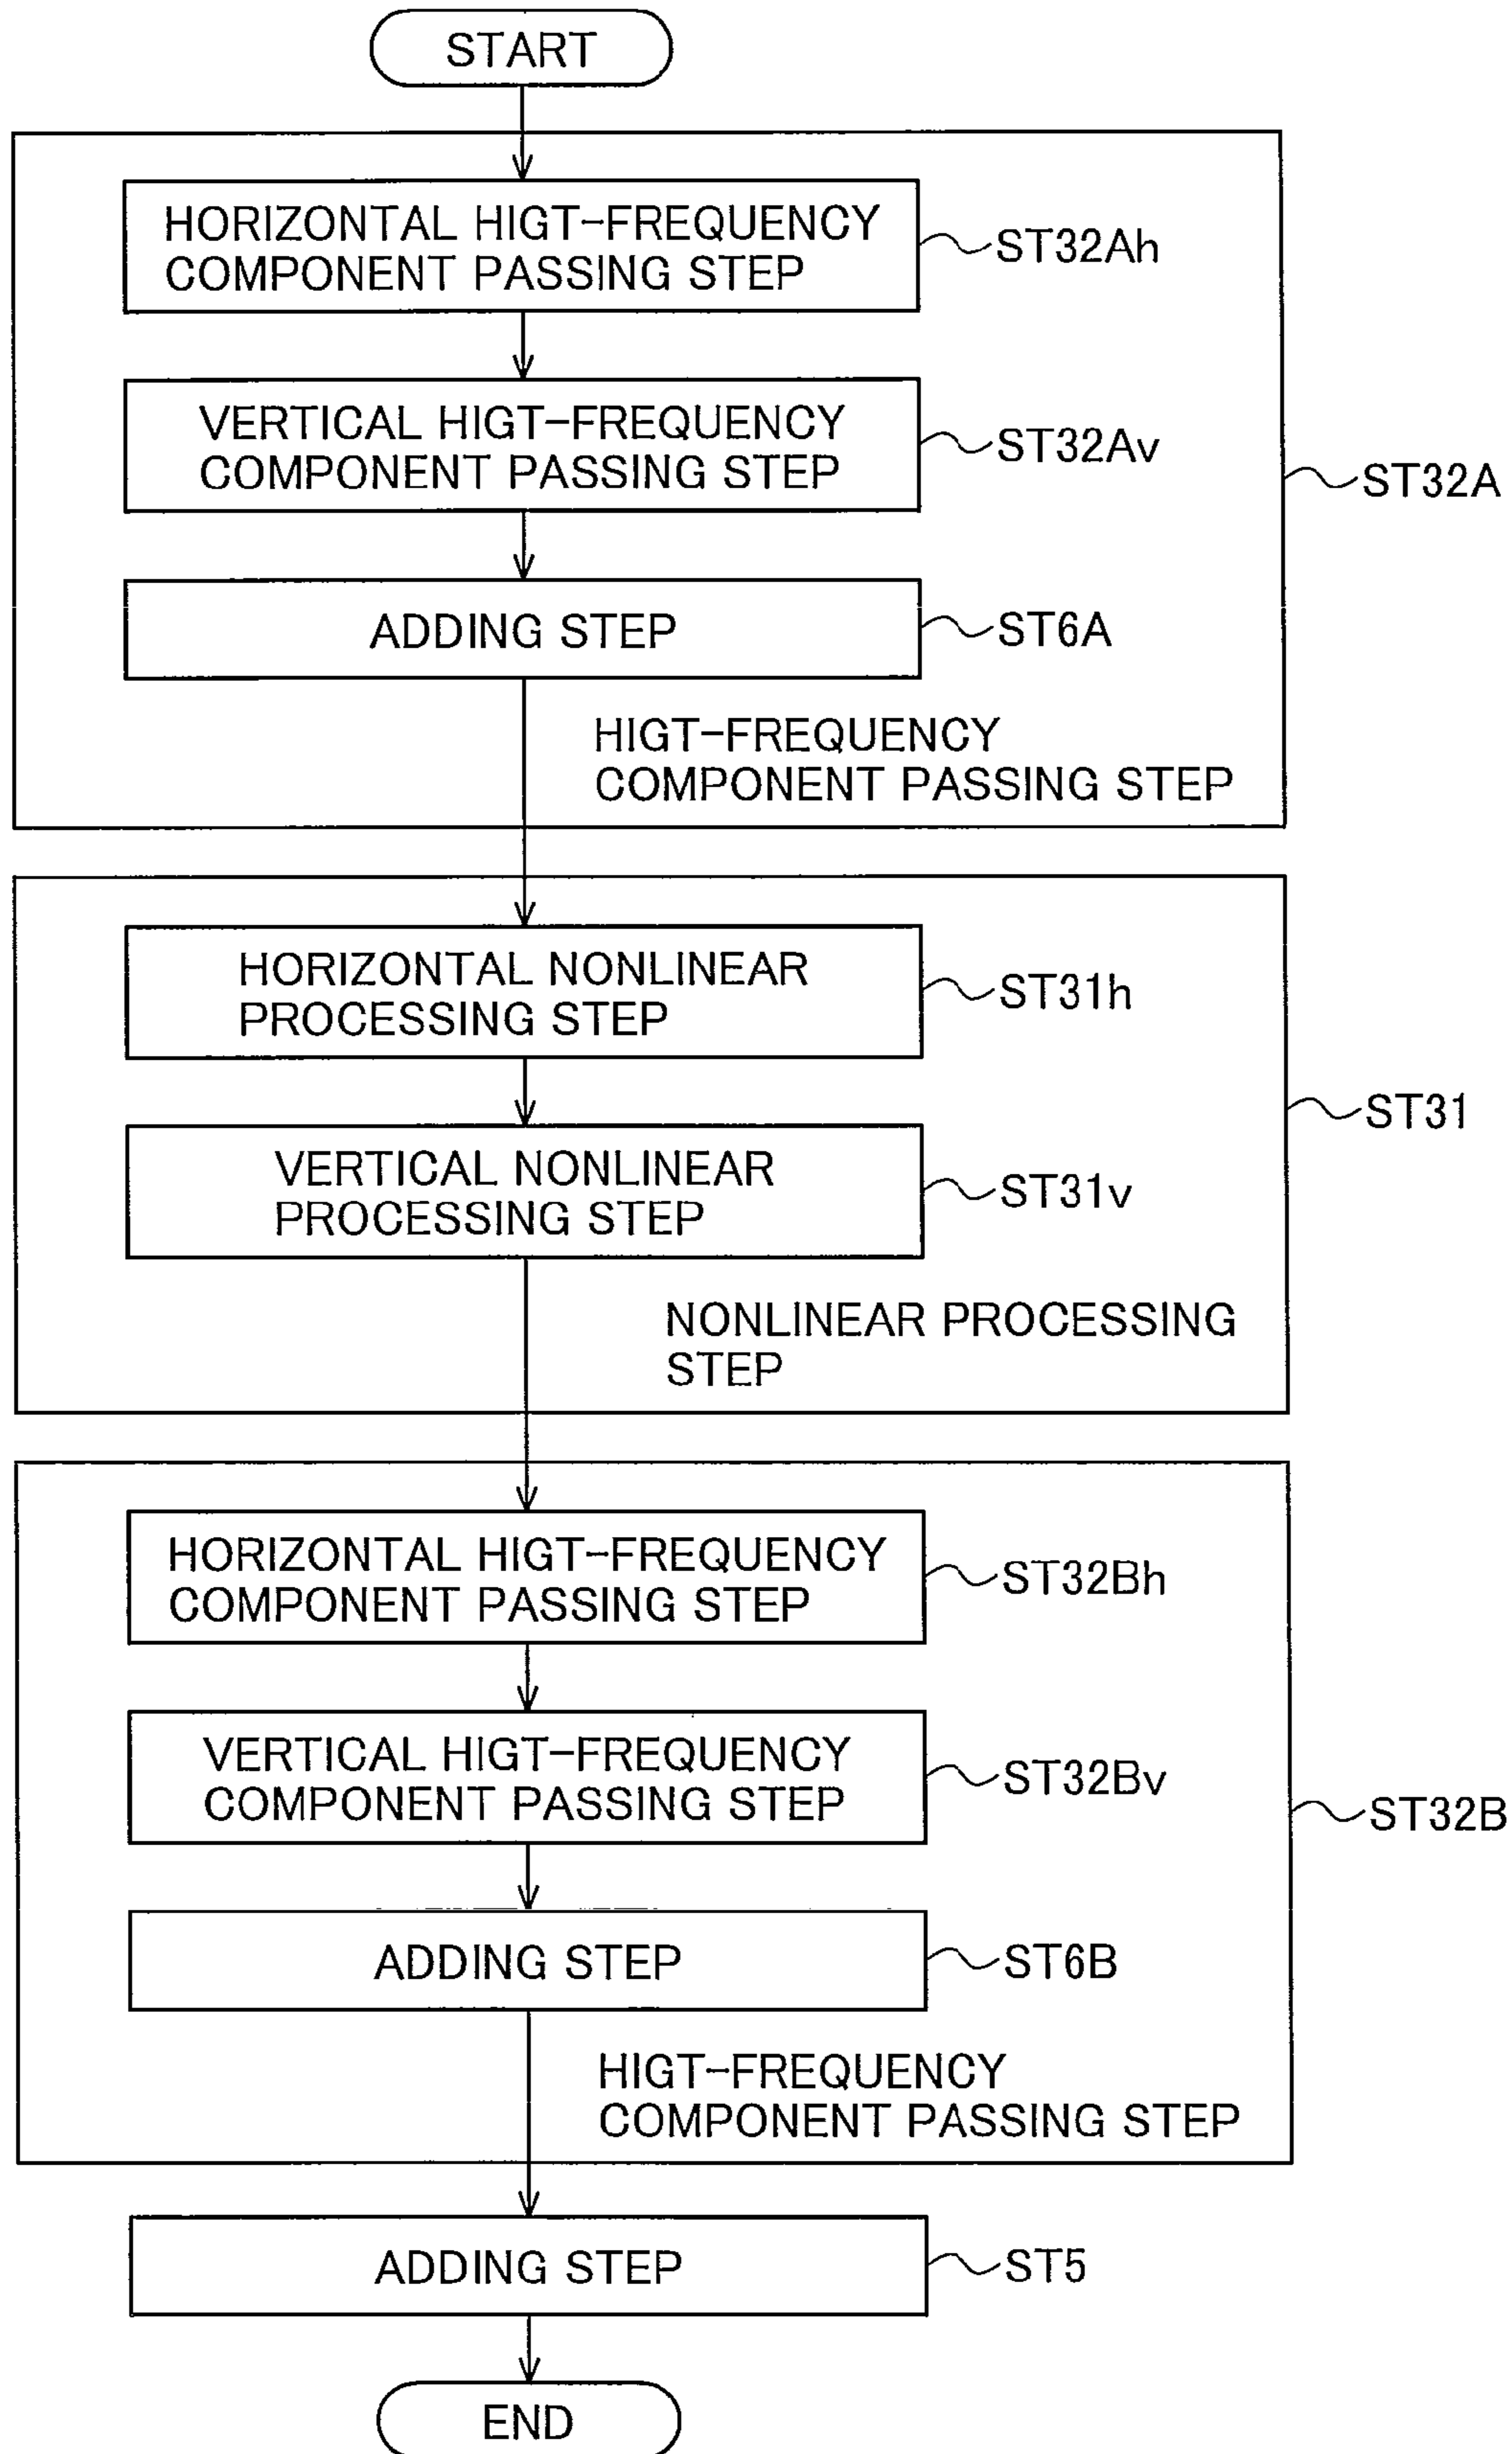 START
HORIZONTAL HIGT-FREQUENCY
COMPONENT PASSING STEP
ST32Ah
VERTICAL HIGT-FREQUENCY
COMPONENT PASSING STEP
ST32Av
ST32A
ADDING STEP
ST6A
HIGT-FREQUENCY
COMPONENT PASSING STEP
HORIZONTAL NONLINEAR
PROCESSING STEP
ST31h
ST31
VERTICAL NONLINEAR
PROCESSING STEP
ST31v
NONLINEAR PROCESSING
STEP
HORIZONTAL HIGT-FREQUENCY
COMPONENT PASSING STEP
ST32Bh
VERTICAL HIGT-FREQUENCY
COMPONENT PASSING STEP
ST32Bv
ST32B
ADDING STEP
ST6B
HIGT-FREQUENCY
COMPONENT PASSING STEP
ADDING STEP
ST5
END